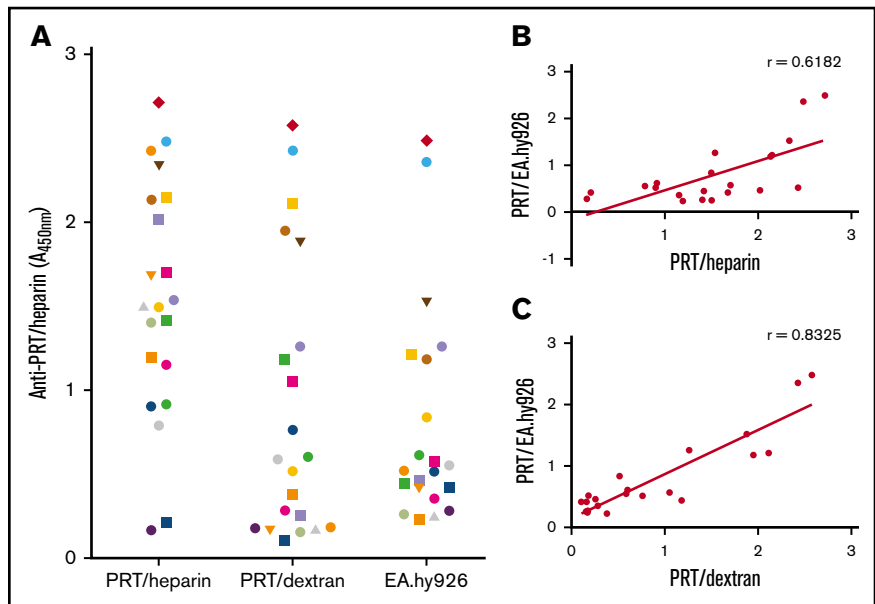 A
Anti-PRT/heparin (A450nm)
3
2
1
0
PRT/heparin PRT/dextran EA.hy926
B
r = 0.6182
PRT/ EA.hy926
3
2
1
0
-1
1 2 3
PRT/heparin
C
r = 0.8325
PRT/ EA.hy926
3
2
1
0
0 1 2 3
PRT/dextran